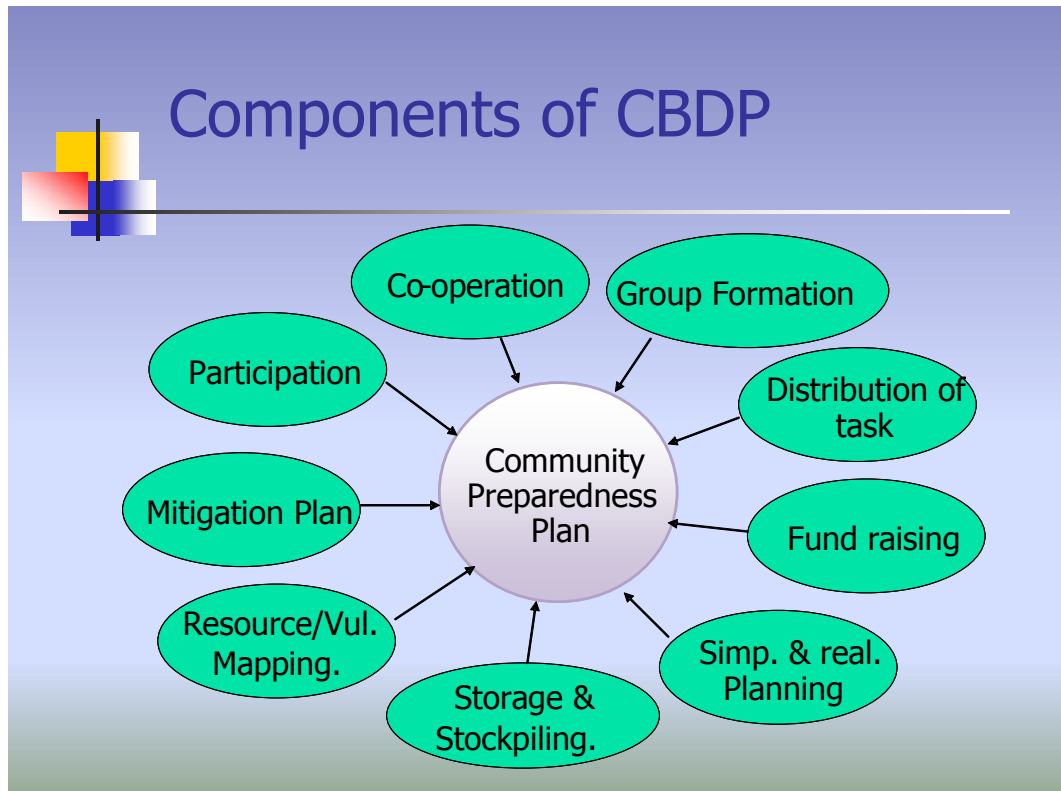 Components of CBDP
Co-operation
Group Formation
Participation
Distribution of
task
Community
Preparedness
Plan
Mitigation Plan
Fund raising
Resource/Vul.
Mapping.
Simp. & real.
Planning
Storage &
Stockpiling.